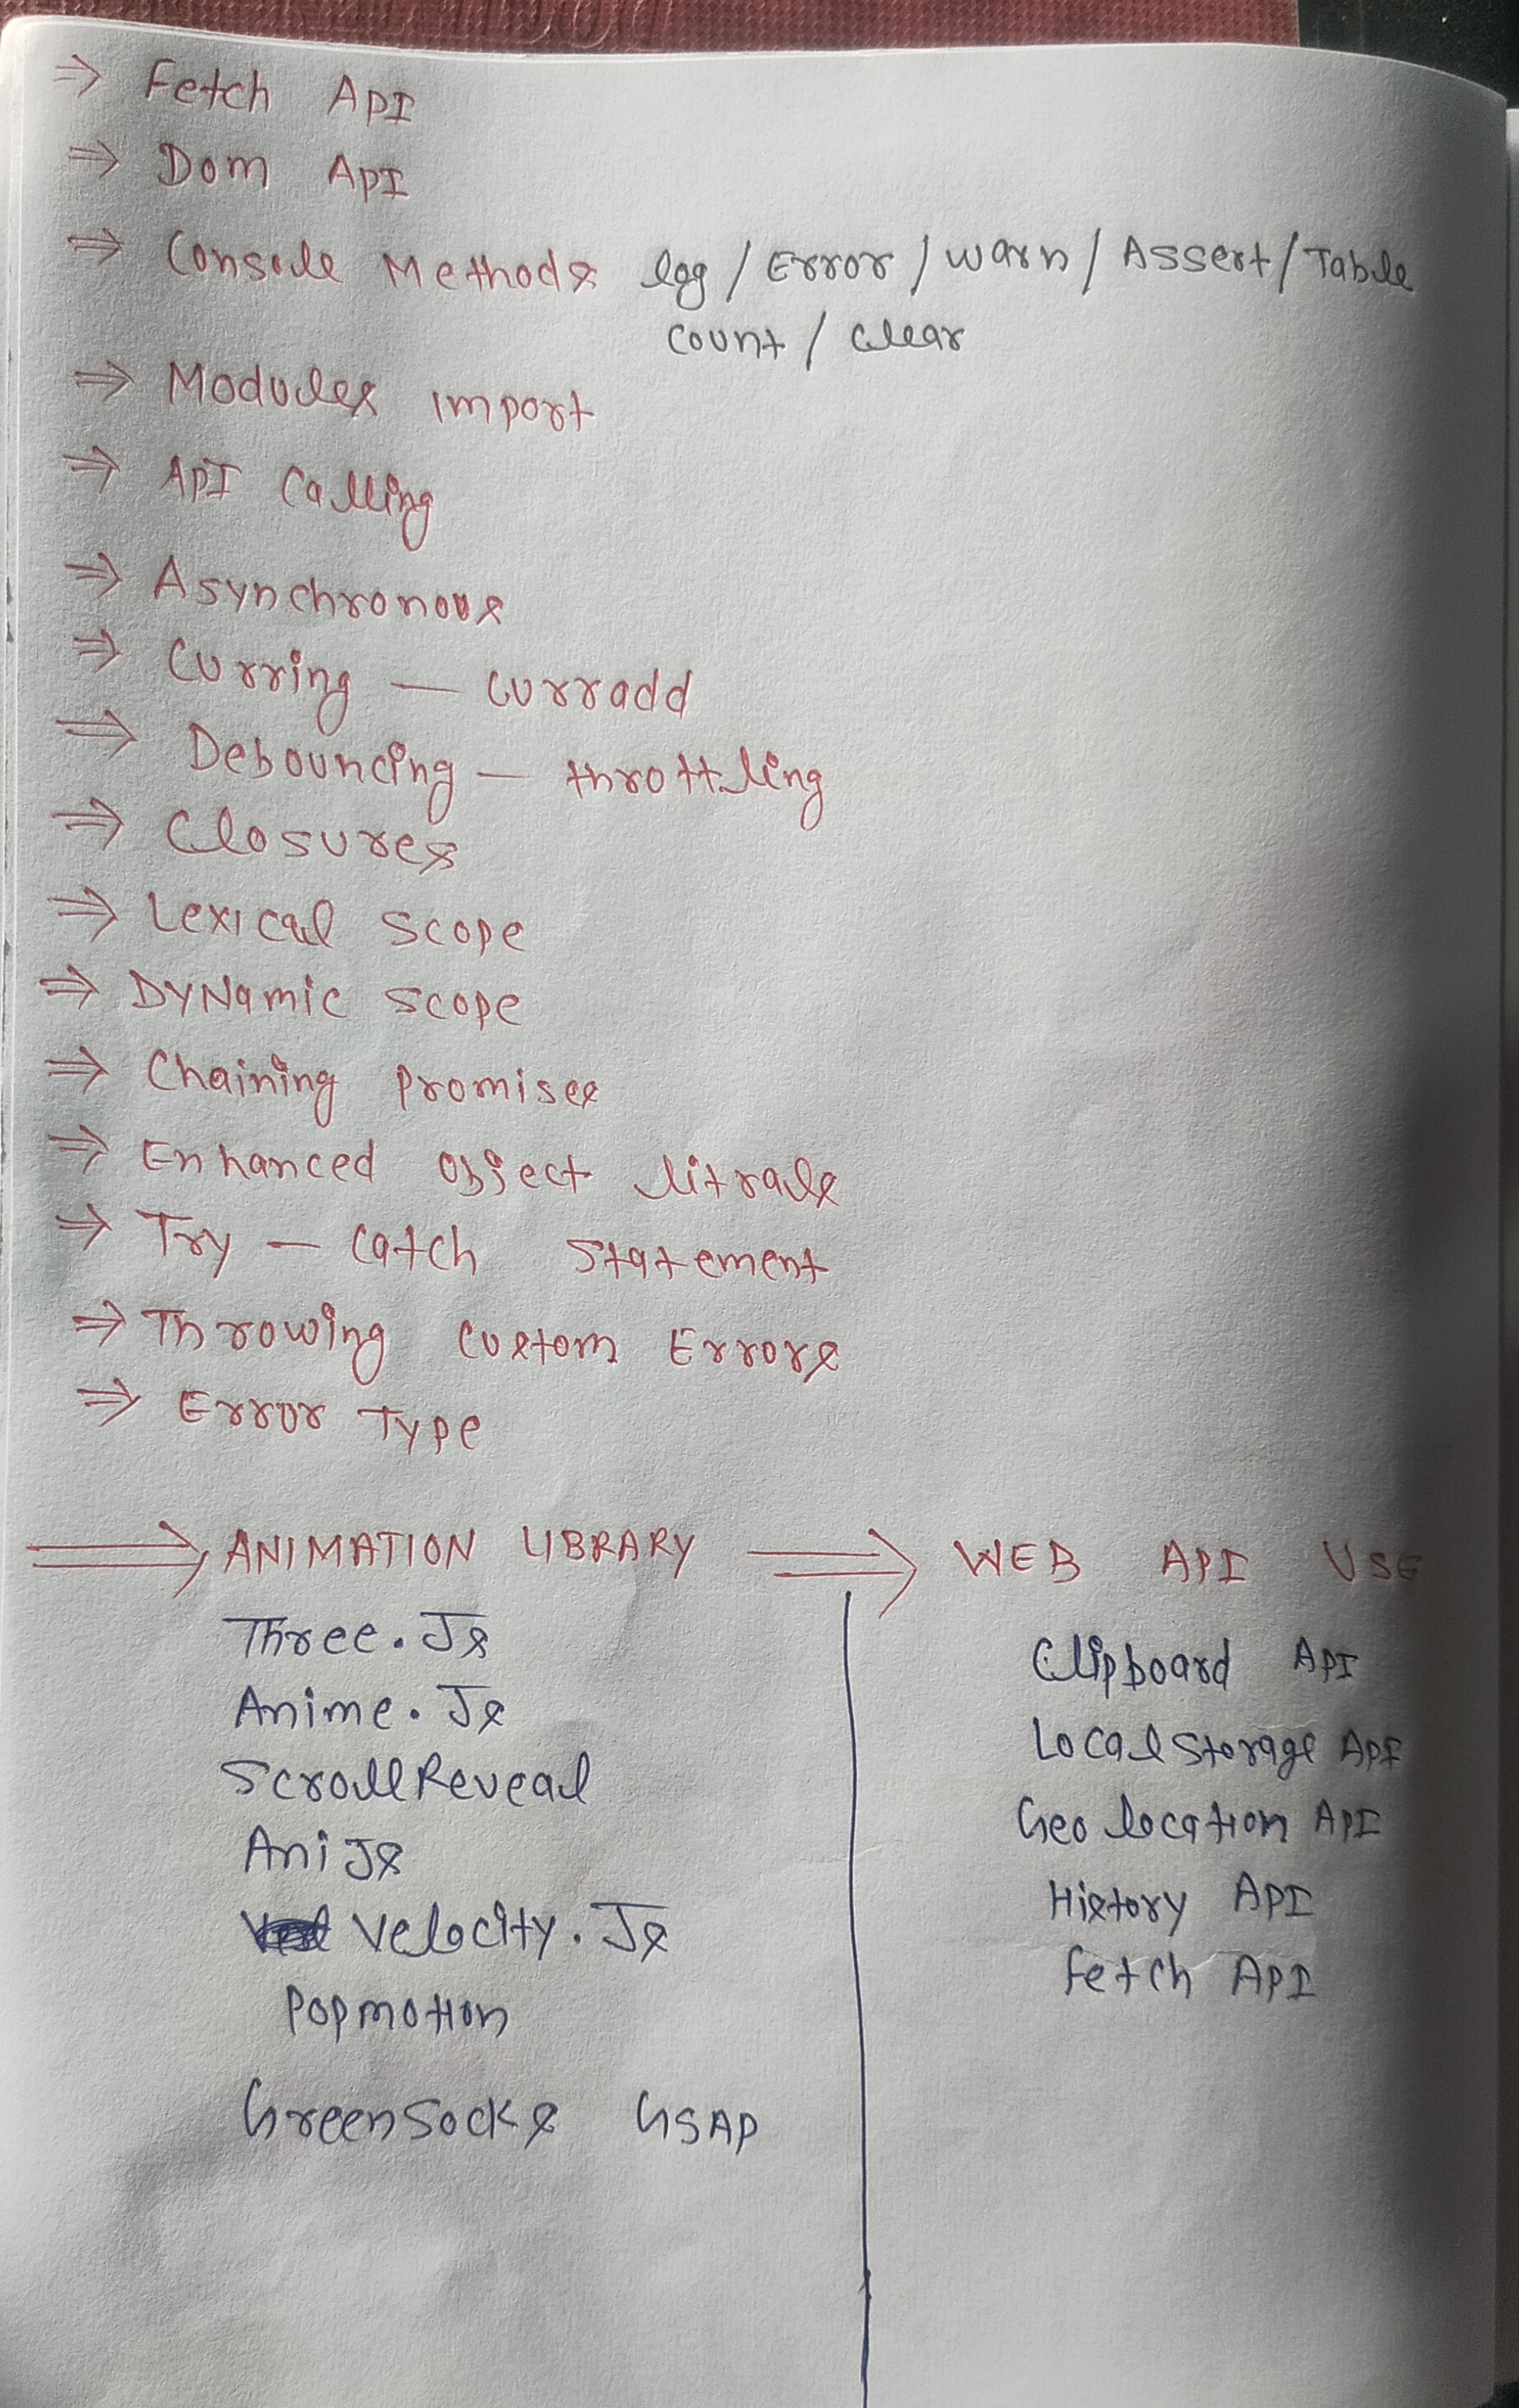 ⇒ Fetch API
⇒ Dom API
⇒ Console Methods log / Error / warn / Assert / Table
count / clear
⇒ Modules import
⇒ API Calling
⇒ Asynchronous
⇒ Curring — curradd
⇒ Debouncing — throttling
⇒ Closures
⇒ Lexical scope
⇒ DYNamic scope
⇒ Chaining promises
⇒ Enhanced object litrals
⇒ Try — catch statement
⇒ Throwing custom Errors
⇒ Error Type
⇒ ANIMATION LIBRARY ⇒ WEB API USE
Three.Js
Anime.Js
ScrollReveal
AniJs
Velocity.Js
Popmotion
GreenSocks GSAP
Clipboard API
Local Storage API
Geo location API
History API
Fetch API